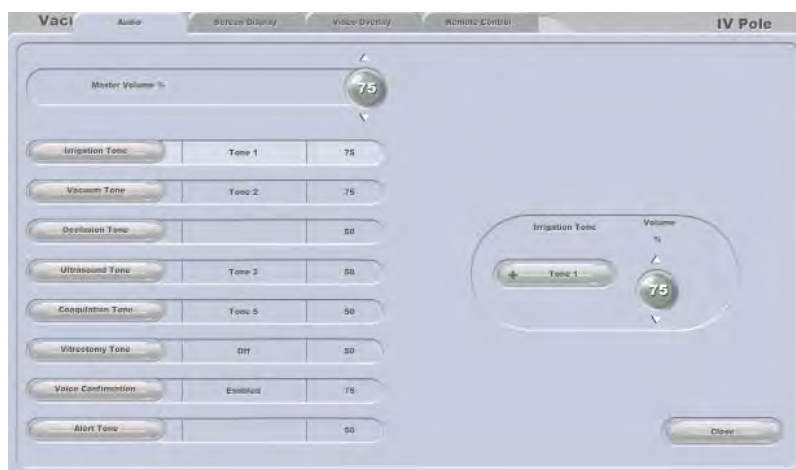 Vaci Audio Screen Display Video Overlay Remote Control IV Pole
Master Volume % 75
Irrigation Tone Tone 1 75
Vacuum Tone Tone 2 75
Occlusion Tone 50
Ultrasound Tone Tone 3 50
Coagulation Tone Tone 5 50
Vitrectomy Tone Off 50
Voice Confirmation Enabled 75
Alert Tone 50
Irrigation Tone Volume
%
+ Tone 1 75
Close